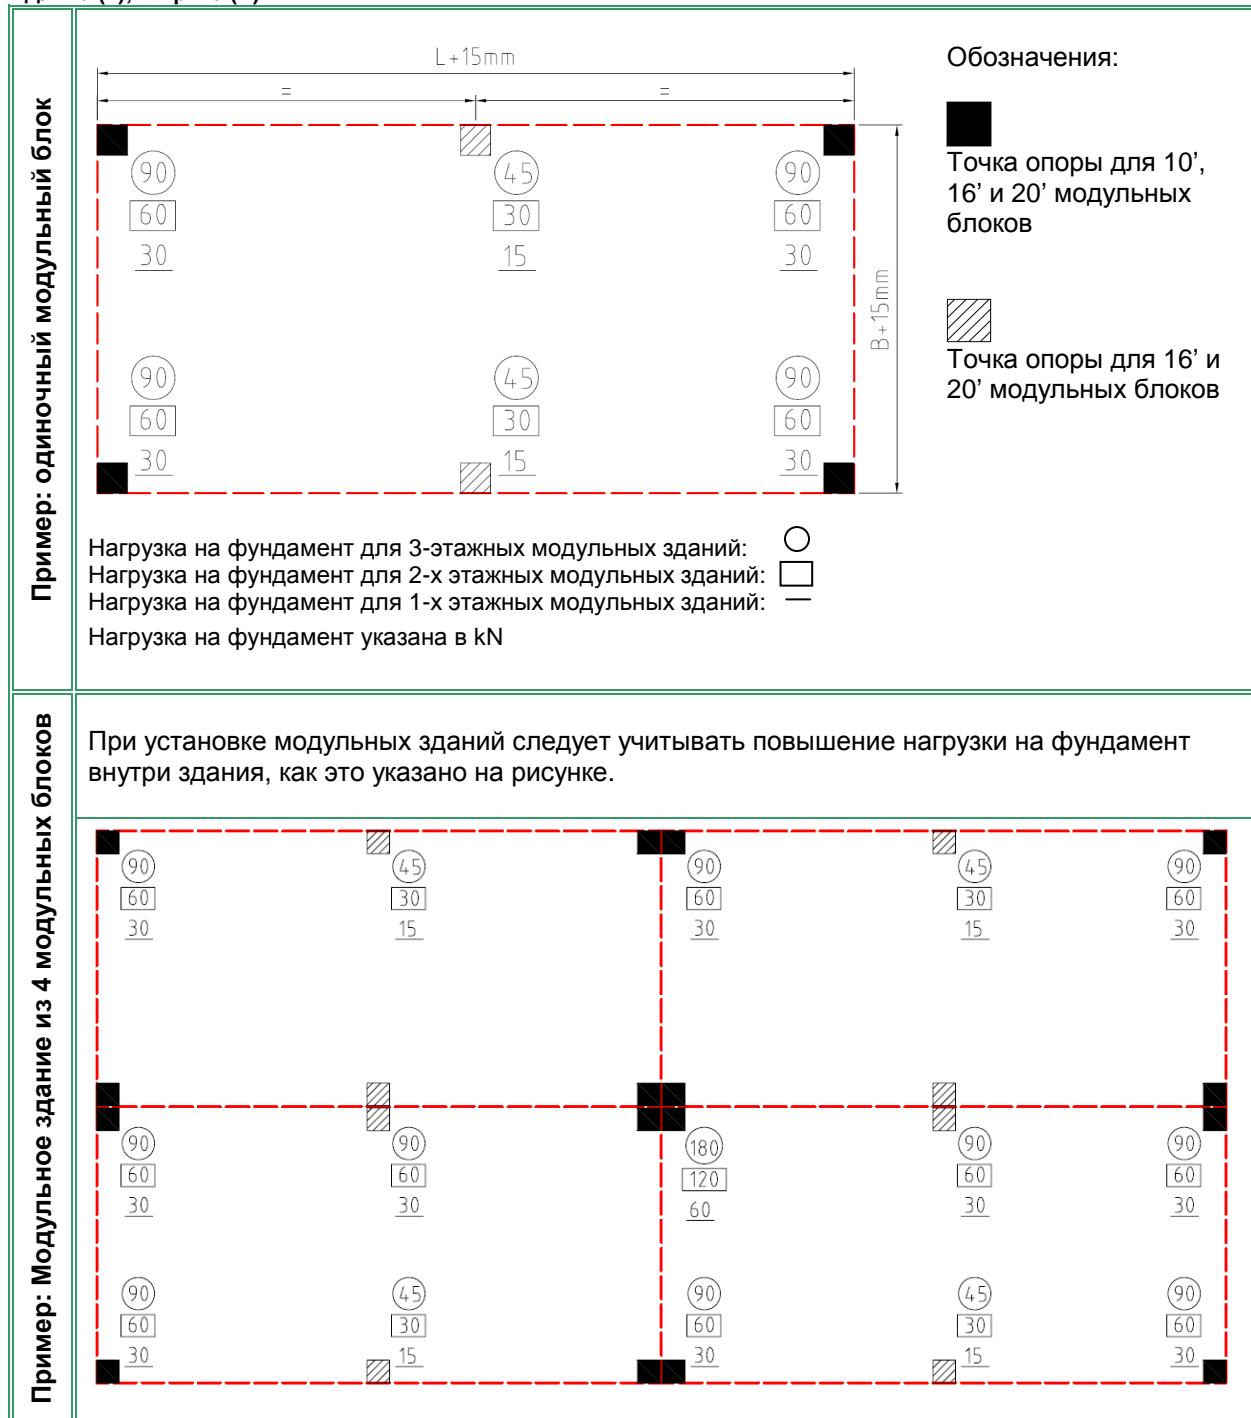 Пример: одиночный модульный блок
L+15mm
= =
B+15mm
90 45 90
60 30 60
30 15 30
90 45 90
60 30 60
30 15 30
Обозначения:
Точка опоры для 10’,
16’ и 20’ модульных
блоков
Точка опоры для 16’ и
20’ модульных блоков
Нагрузка на фундамент для 3-этажных модульных зданий:
Нагрузка на фундамент для 2-х этажных модульных зданий:
Нагрузка на фундамент для 1-х этажных модульных зданий:
Нагрузка на фундамент указана в kN
Пример: Модульное здание из 4 модульных блоков
При установке модульных зданий следует учитывать повышение нагрузки на фундамент
внутри здания, как это указано на рисунке.
90 45 90 45 90
60 30 60 30 60
30 15 30 15 30
90 90 180 90 90
60 60 120 60 60
30 30 60 30 30
90 45 90 45 90
60 30 60 30 60
30 15 30 15 30